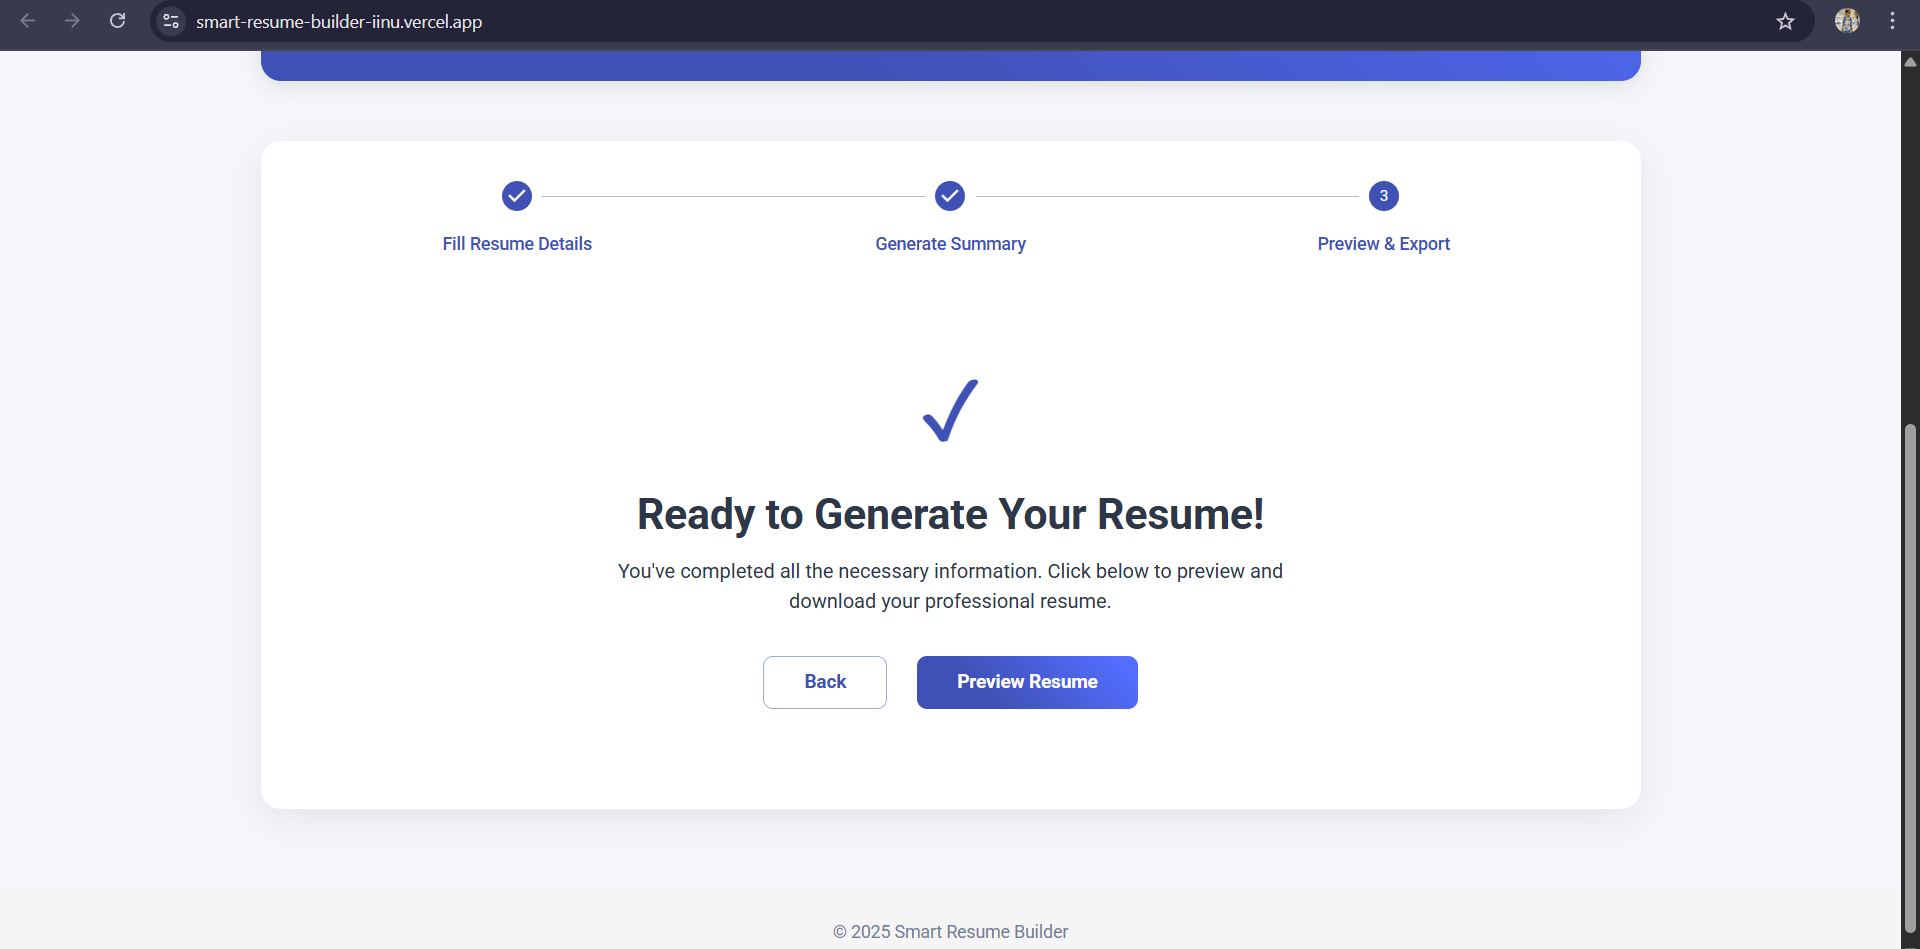 smart-resume-builder-iinu.vercel.app
3
Fill Resume Details
Generate Summary
Preview & Export
Ready to Generate Your Resume!
You've completed all the necessary information. Click below to preview and
download your professional resume.
Back
Preview Resume
© 2025 Smart Resume Builder